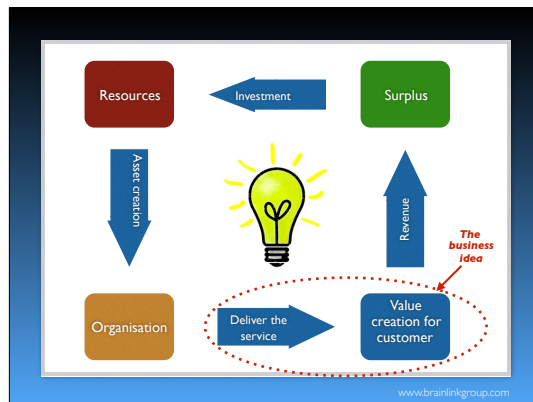 Resources
Investment
Surplus
Asset creation
Revenue
The
business
idea
Organisation
Deliver the
service
Value
creation for
customer
www.brainlinkgroup.com